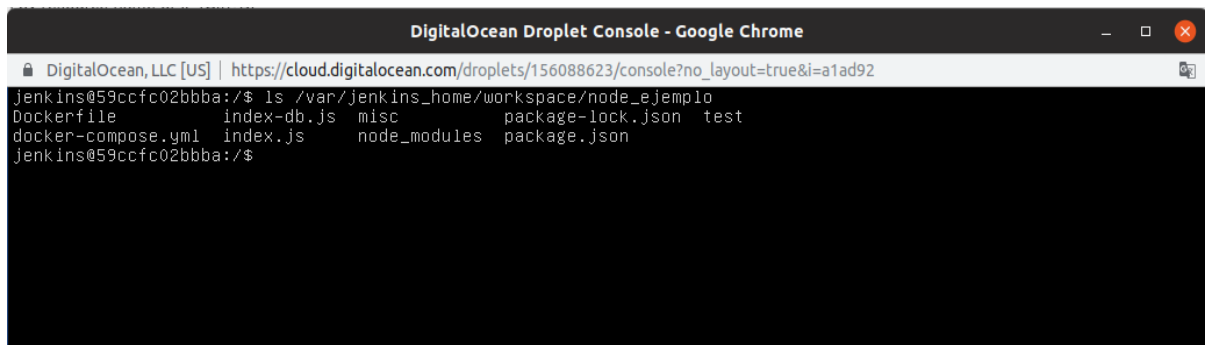 DigitalOcean Droplet Console - Google Chrome
DigitalOcean, LLC [US] | https://cloud.digitalocean.com/droplets/156088623/console?no_layout=true&i=a1ad92
jenkins@59ccfc02bbba:/$ ls /var/jenkins_home/workspace/node_ejemplo
Dockerfile index-db.js misc package-lock.json test
docker-compose.yml index.js node_modules package.json
jenkins@59ccfc02bbba:/$